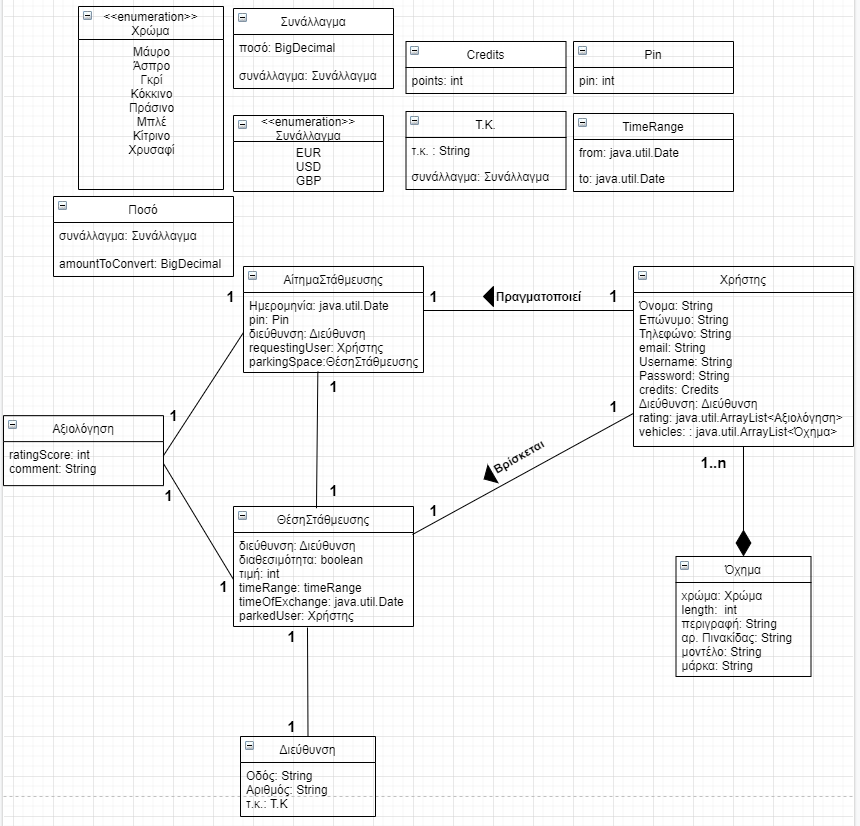 <<enumeration>>
Χρώμα
Μάυρο
Άσπρο
Γκρί
Κόκκινο
Πράσινο
Μπλέ
Κίτρινο
Χρυσαφί
Συνάλλαγμα
ποσό: BigDecimal
συνάλλαγμα: Συνάλλαγμα
<<enumeration>>
Συνάλλαγμα
EUR
USD
GBP
Credits
points: int
Pin
pin: int
Τ.Κ.
τ.κ. : String
συνάλλαγμα: Συνάλλαγμα
TimeRange
from: java.util.Date
to: java.util.Date
Ποσό
συνάλλαγμα: Συνάλλαγμα
amountToConvert: BigDecimal
ΑίτημαΣτάθμευσης
Ημερομηνία: java.util.Date
pin: Pin
διεύθυνση: Διεύθυνση
requestingUser: Χρήστης
parkingSpace:ΘέσηΣτάθμευσης
1
1
Πραγματοποιεί
1
Χρήστης
Όνομα: String
Επώνυμο: String
Τηλεφώνο: String
email: String
Username: String
Password: String
credits: Credits
Διεύθυνση: Διεύθυνση
rating: java.util.ArrayList<Αξιολόγηση>
vehicles: : java.util.ArrayList<Όχημα>
1
1
1
Αξιολόγηση
ratingScore: int
comment: String
1
1
Βρίσκεται
1..n
1
1
ΘέσηΣτάθμευσης
διεύθυνση: Διεύθυνση
διαθεσιμότητα: boolean
τιμή: int
timeRange: timeRange
timeOfExchange: java.util.Date
parkedUser: Χρήστης
1
Όχημα
χρώμα: Χρώμα
length: int
περιγραφή: String
αρ. Πινακίδας: String
μοντέλο: String
μάρκα: String
1
Διεύθυνση
Οδός: String
Αριθμός: String
τ.κ.: Τ.Κ